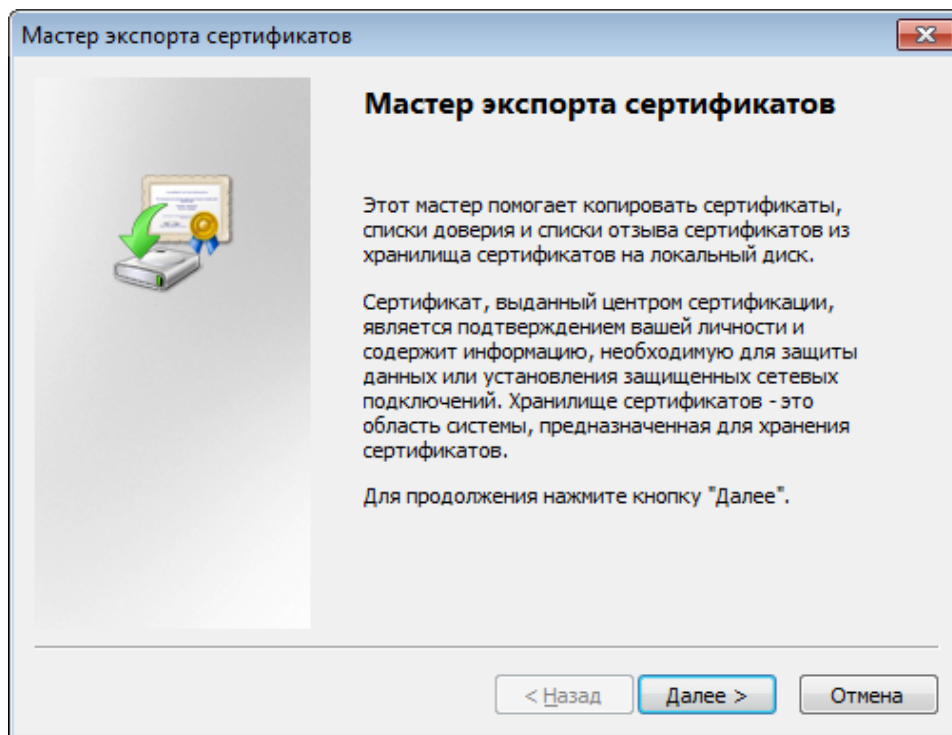 Мастер экспорта сертификатов
Мастер экспорта сертификатов
Этот мастер помогает копировать сертификаты,
списки доверия и списки отзыва сертификатов из
хранилища сертификатов на локальный диск.
Сертификат, выданный центром сертификации,
является подтверждением вашей личности и
содержит информацию, необходимую для защиты
данных или установления защищенных сетевых
подключений. Хранилище сертификатов - это
область системы, предназначенная для хранения
сертификатов.
Для продолжения нажмите кнопку "Далее".
< Назад
Далее >
Отмена